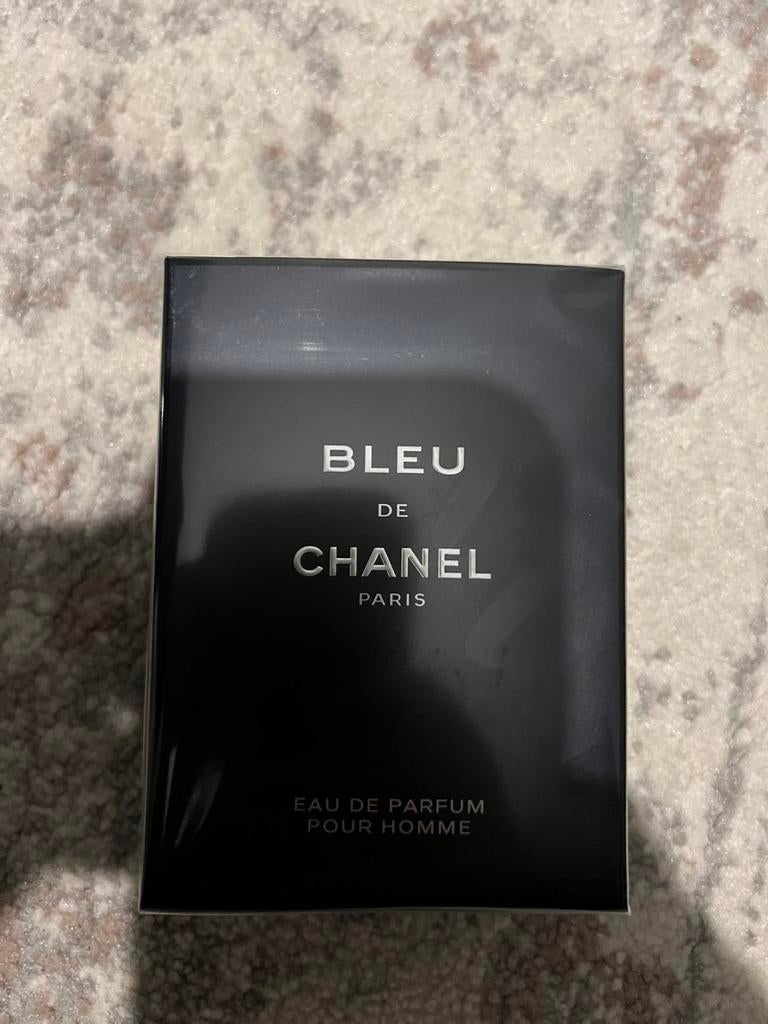 BLEU
DE
CHANEL
PARIS
EAU DE PARFUM
POUR HOMME